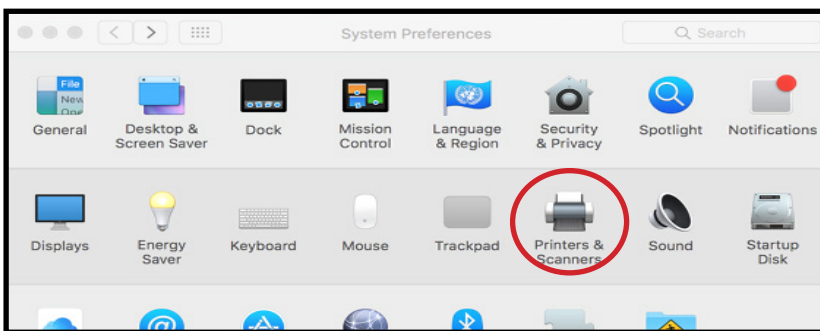 System Preferences
Search
File
New
General
Desktop &
Screen Saver
Dock
Mission
Control
Language
& Region
Security
& Privacy
Spotlight
Notifications
Displays
Energy
Saver
Keyboard
Mouse
Trackpad
Printers &
Scanners
Sound
Startup
Disk